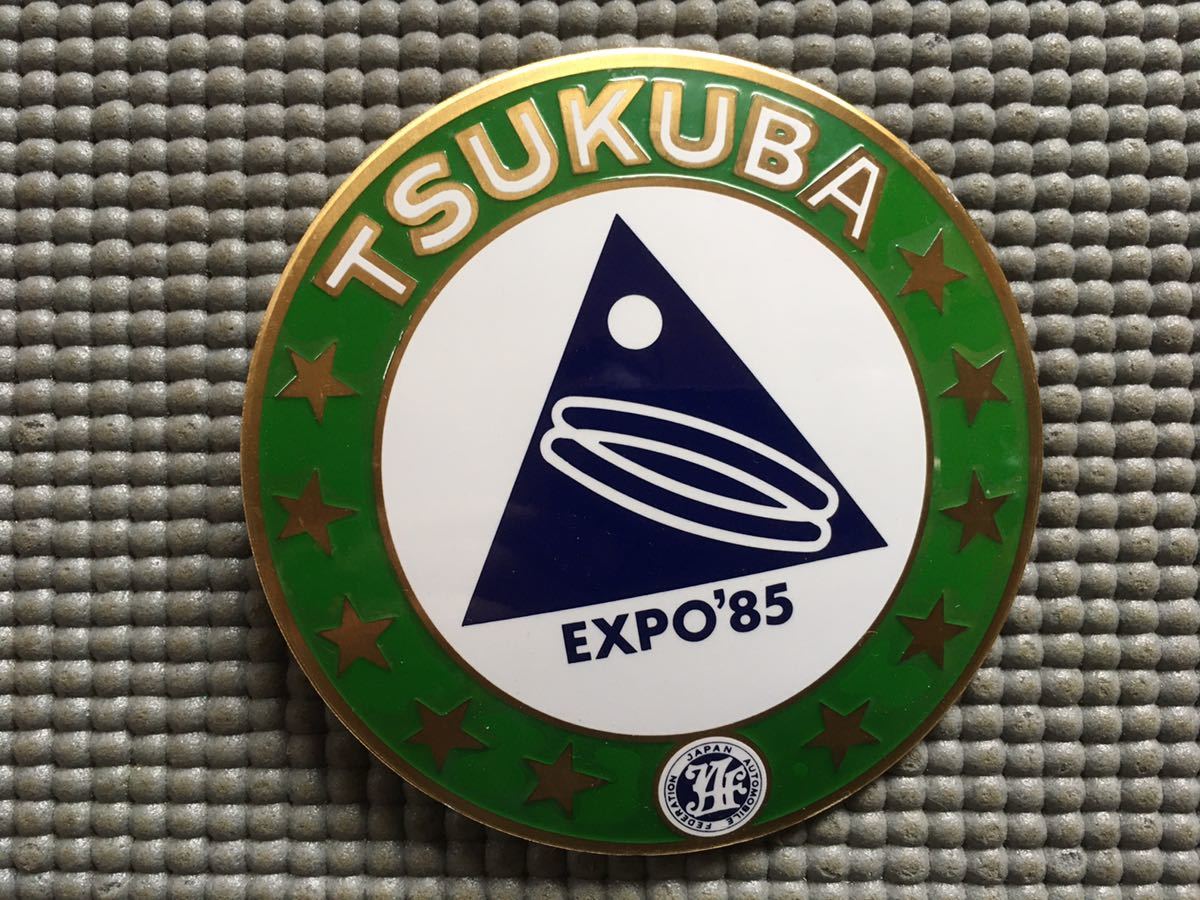 TSUKUBA
EXPO'85
JAPAN AUTOMOBILE FEDERATION
JAF